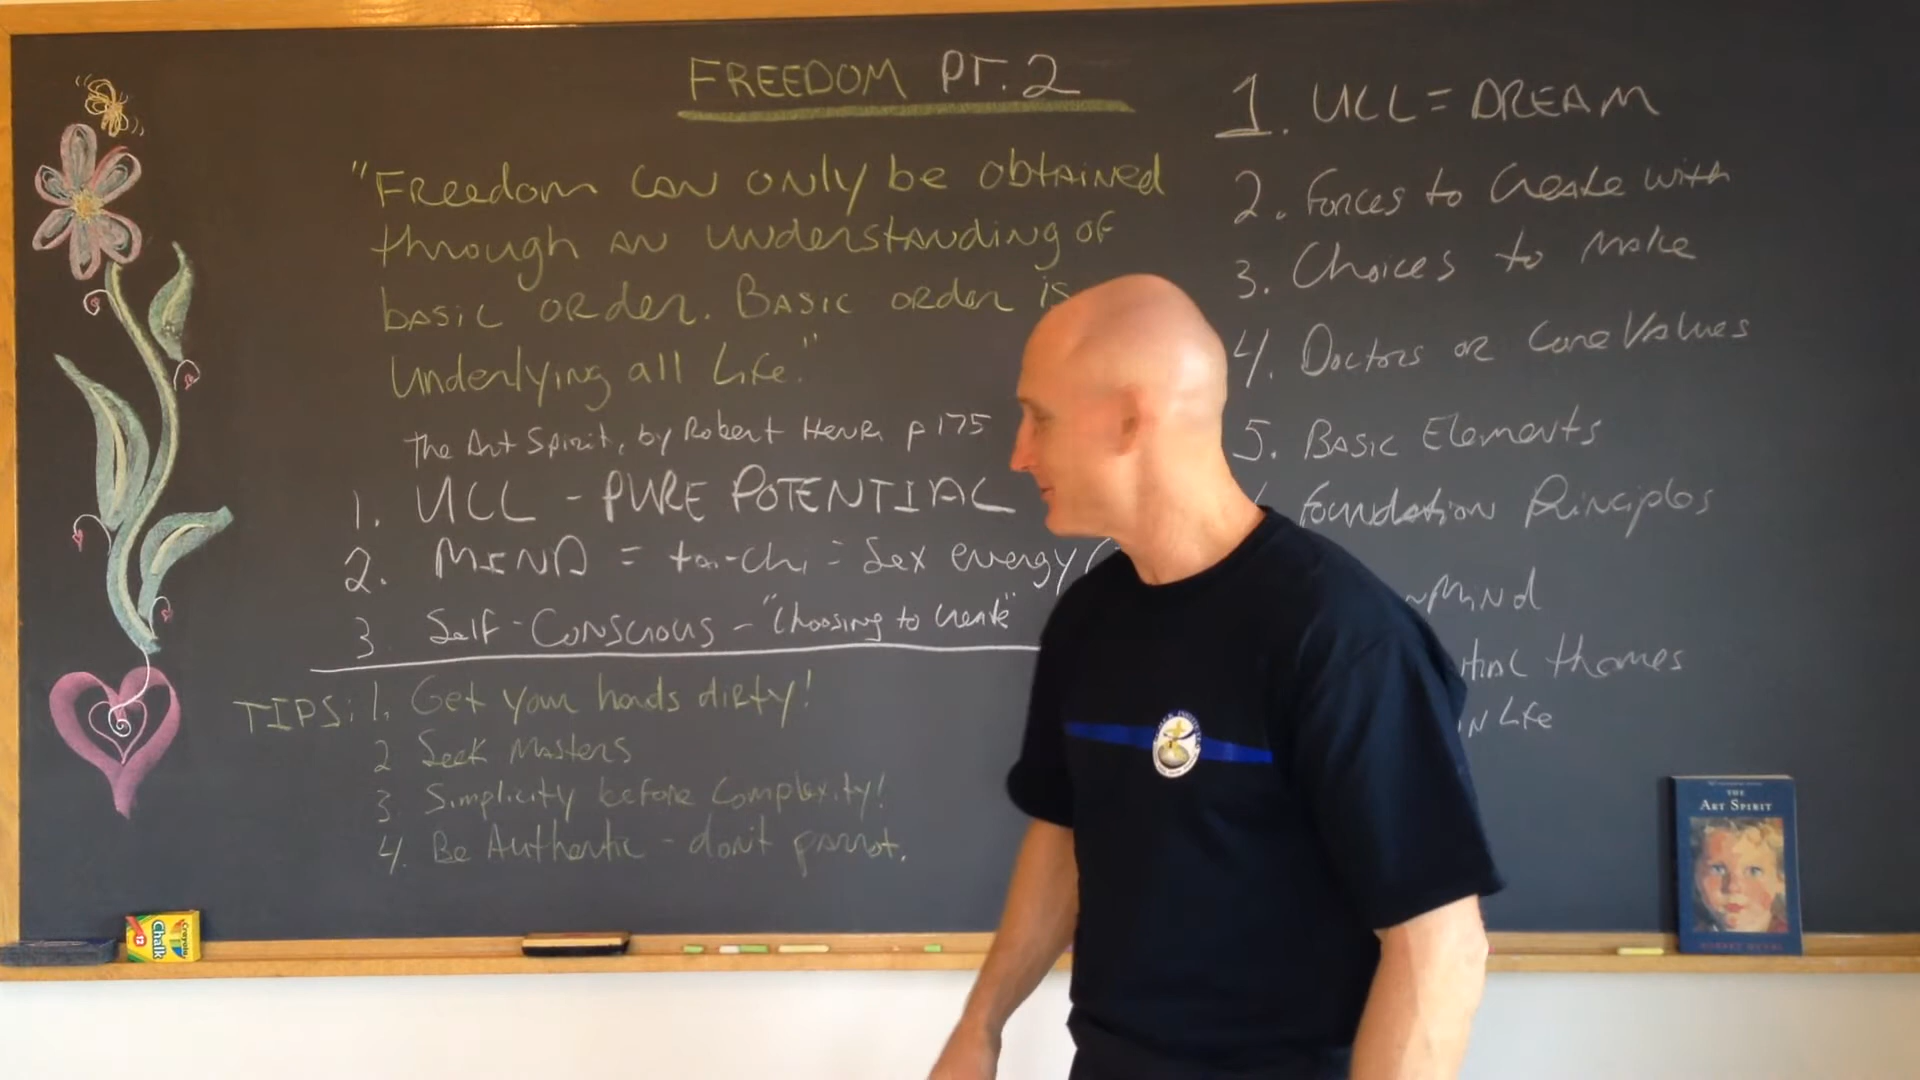 FREEDOM PT. 2
"Freedom can only be obtained
through an understanding of
basic order. Basic order is
underlying all Life."
The Art Spirit, by Robert Henri p 175
1. UCL - PURE POTENTIAL
2. MIND = tai-chi = Sex energy (
3. Self-Conscious - "Choosing to create"
TIPS: 1. Get your hands dirty!
2 Seek Masters
3 Simplicity before Complexity!
4. Be Authentic - don't parrot.
1. UCL = DREAM
2. Forces to Create with
3. Choices to Make
4. Doctors or Core Values
5. Basic Elements
Foundation Principles
Mind
themes
in Life
THE
ART SPIRIT
ROBERT HENRI
Crayola
Chalk
12